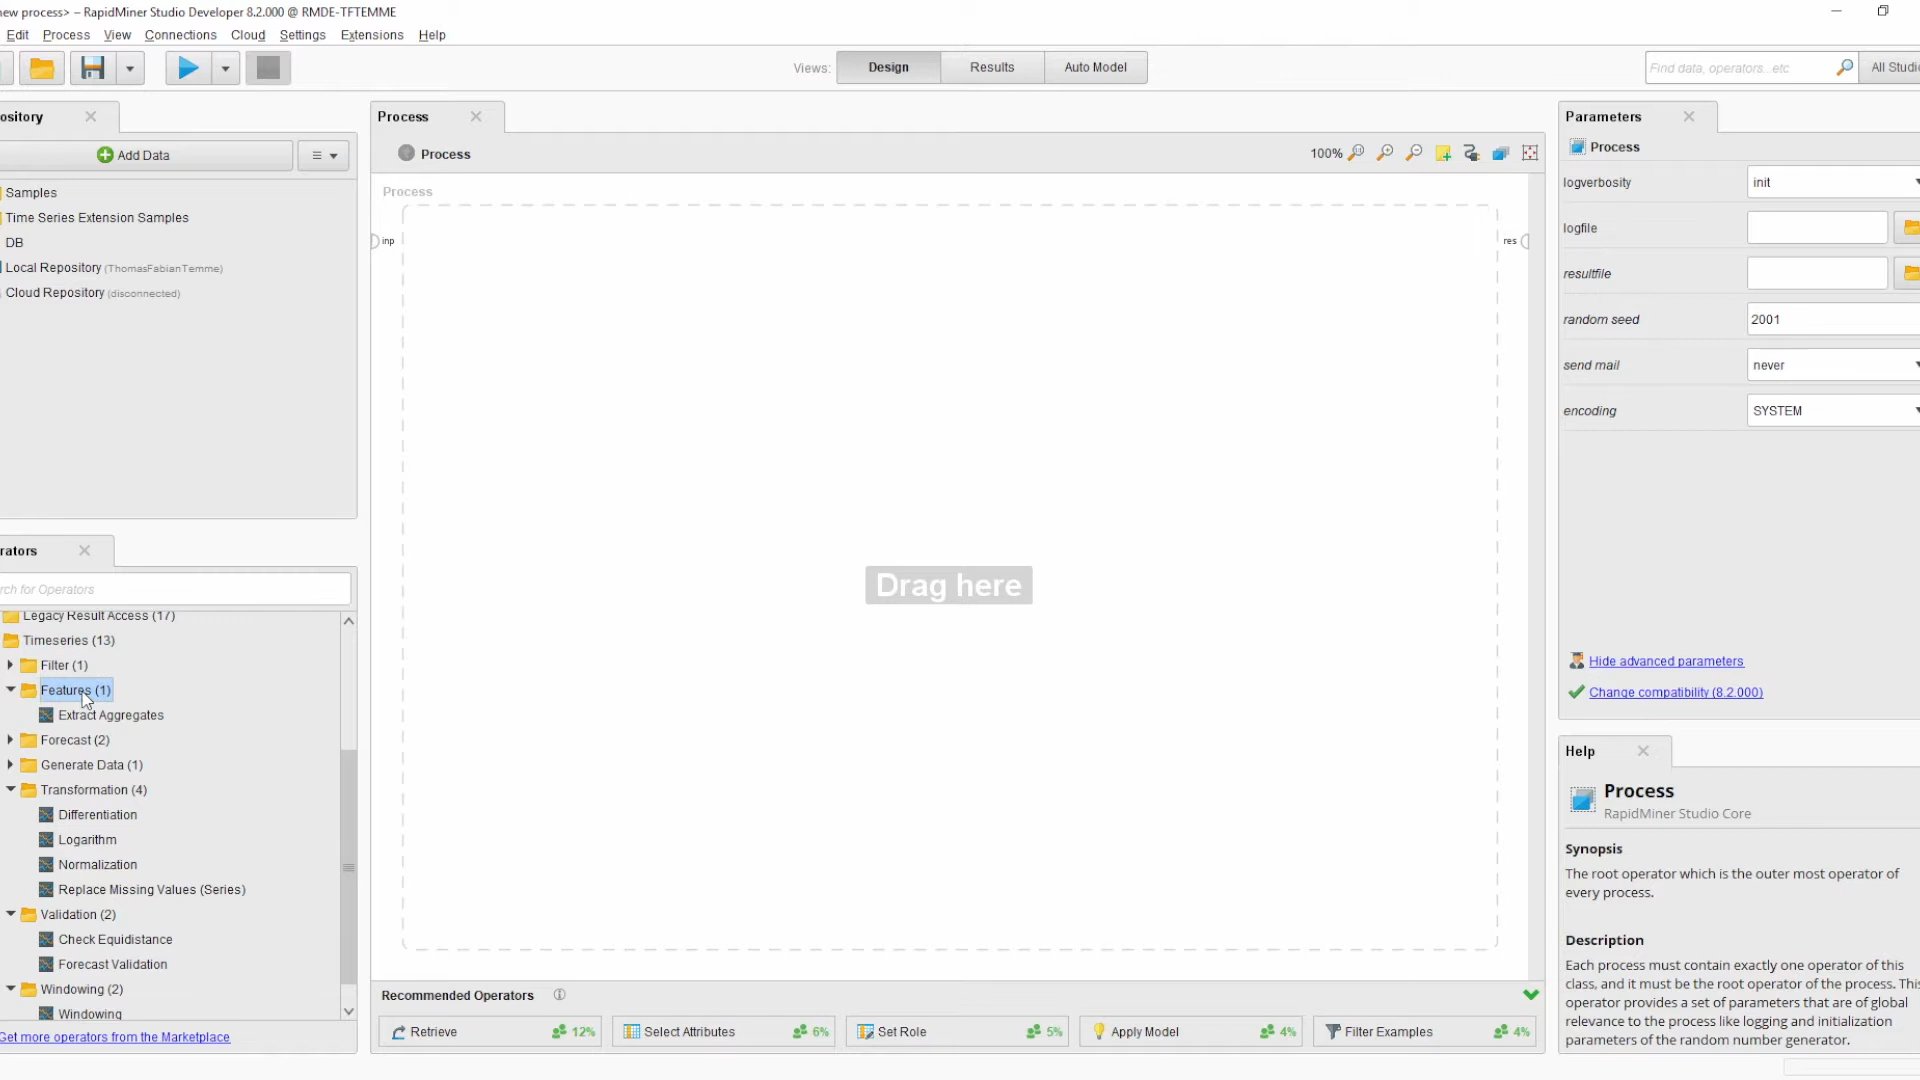 new process> – RapidMiner Studio Developer 8.2.000 @ RMDE-TFTEMME
Edit Process View Connections Cloud Settings Extensions Help
Views: Design Results Auto Model
Find data, operators...etc
All Studi
ository
Add Data
Samples
Time Series Extension Samples
DB
Local Repository (ThomasFabianTemme)
Cloud Repository (disconnected)
rators
rch for Operators
Legacy Result Access (17)
Timeseries (13)
Filter (1)
Features (1)
Extract Aggregates
Forecast (2)
Generate Data (1)
Transformation (4)
Differentiation
Logarithm
Normalization
Replace Missing Values (Series)
Validation (2)
Check Equidistance
Forecast Validation
Windowing (2)
Windowing
Get more operators from the Marketplace
Process
Process
100%
Process
inp
res
Drag here
Recommended Operators
Retrieve 12%
Select Attributes 6%
Set Role 5%
Apply Model 4%
Filter Examples 4%
Parameters
Process
logverbosity init
logfile
resultfile
random seed 2001
send mail never
encoding SYSTEM
Hide advanced parameters
Change compatibility (8.2.000)
Help
Process
RapidMiner Studio Core
Synopsis
The root operator which is the outer most operator of
every process.
Description
Each process must contain exactly one operator of this
class, and it must be the root operator of the process. This
operator provides a set of parameters that are of global
relevance to the process like logging and initialization
parameters of the random number generator.